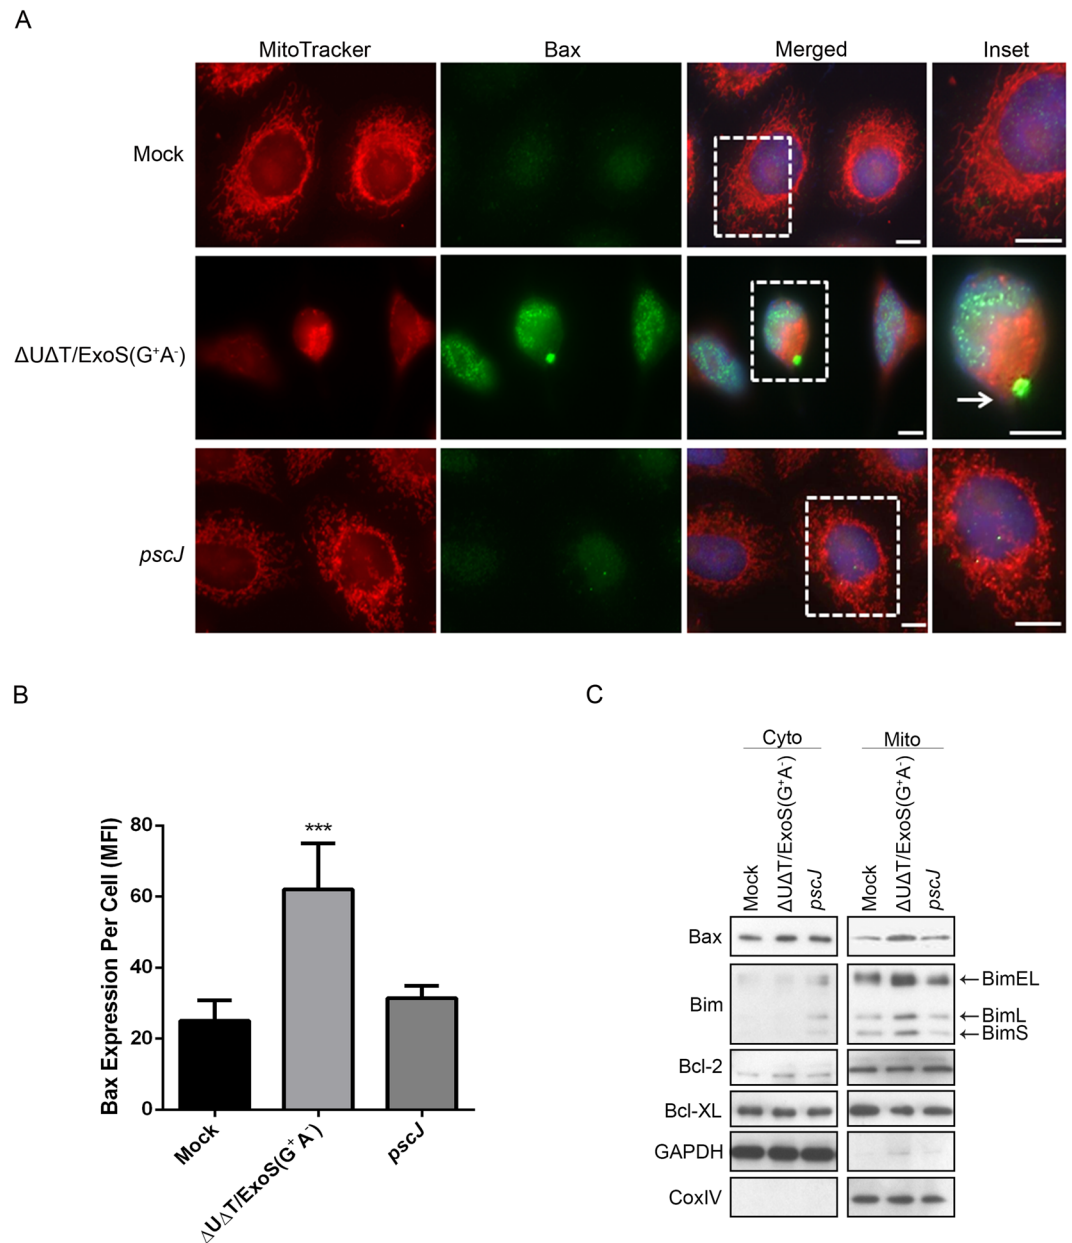 A
MitoTracker Bax Merged Inset
Mock
ΔUΔT/ExoS(G⁺A⁻)
pscJ
B
Bax Expression Per Cell (MFI)
80
60
40
20
0
***
Mock
ΔUΔT/ExoS(G⁺A⁻)
pscJ
C
Cyto Mito
Mock ΔUΔT/ExoS(G⁺A⁻) pscJ Mock ΔUΔT/ExoS(G⁺A⁻) pscJ
Bax
Bim
←BimEL
←BimL
←BimS
Bcl-2
Bcl-XL
GAPDH
CoxIV